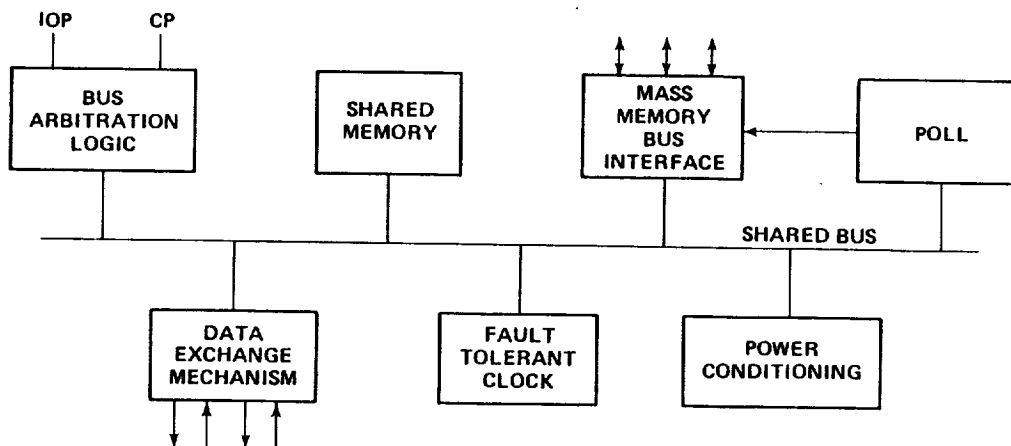 IOP
CP
BUS
ARBITRATION
LOGIC
SHARED
MEMORY
MASS
MEMORY
BUS
INTERFACE
POLL
SHARED BUS
DATA
EXCHANGE
MECHANISM
FAULT
TOLERANT
CLOCK
POWER
CONDITIONING